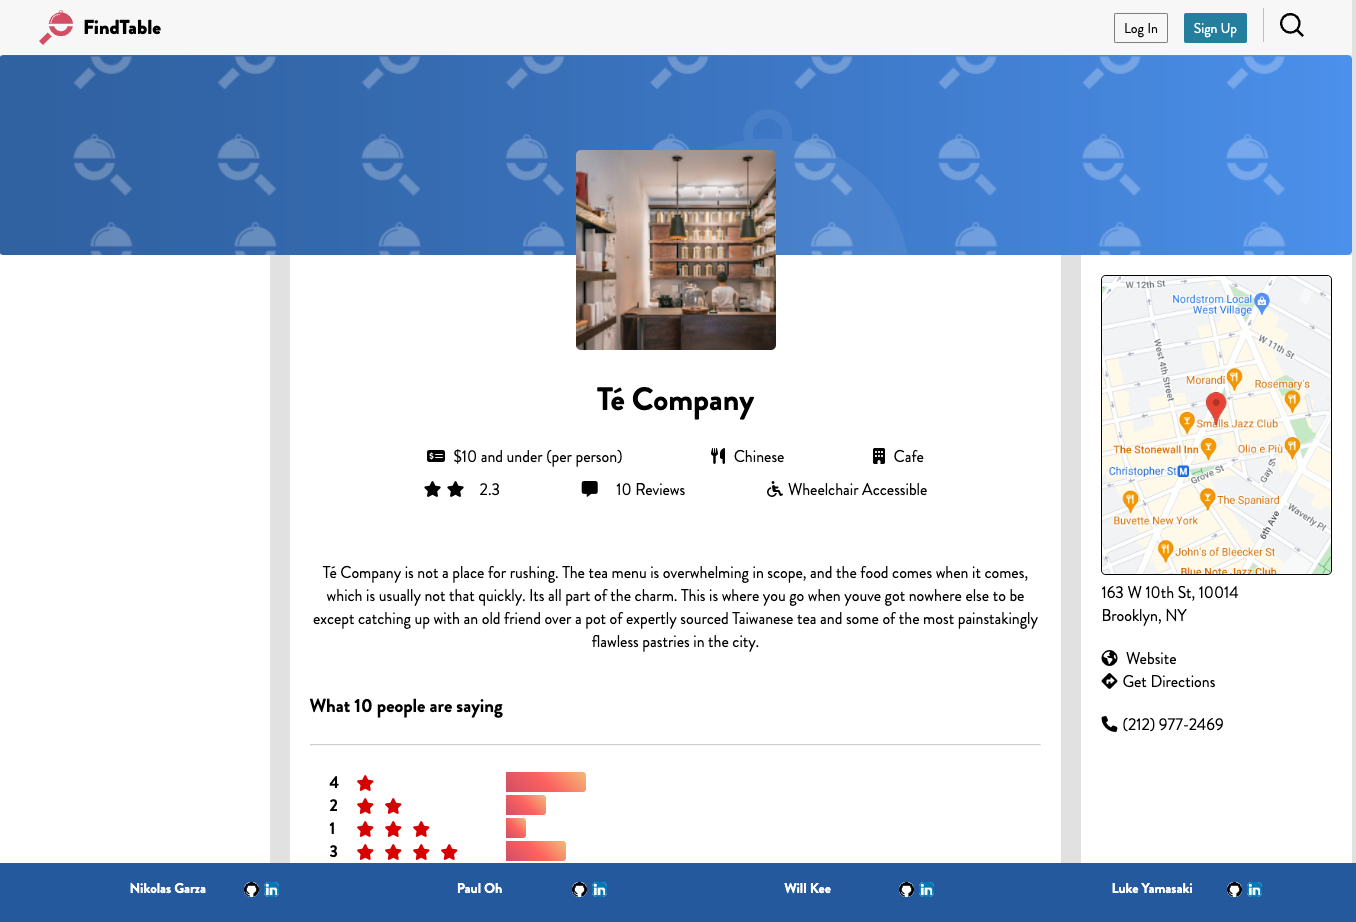 FindTable
Log In
Sign Up
Té Company
$10 and under (per person)
Chinese
Cafe
2.3
10 Reviews
Wheelchair Accessible
Té Company is not a place for rushing. The tea menu is overwhelming in scope, and the food comes when it comes,
which is usually not that quickly. Its all part of the charm. This is where you go when youve got nowhere else to be
except catching up with an old friend over a pot of expertly sourced Taiwanese tea and some of the most painstakingly
flawless pastries in the city.
What 10 people are saying
4
2
1
3
W 12th St
Nordstrom Local
West Village
W 11th St
West 4th Street
Morandi
Rosemary's
Smalls Jazz Club
The Stonewall Inn
Olio e Più
Christopher St
M
Grove St
Gay St
The Spaniard
Buvette New York
6th Ave
Waverly Pl
John's of Bleecker St
Blue Note Jazz Club
163 W 10th St, 10014
Brooklyn, NY
Website
Get Directions
(212) 977-2469
Nikolas Garza
in
Paul Oh
in
Will Kee
in
Luke Yamasaki
in